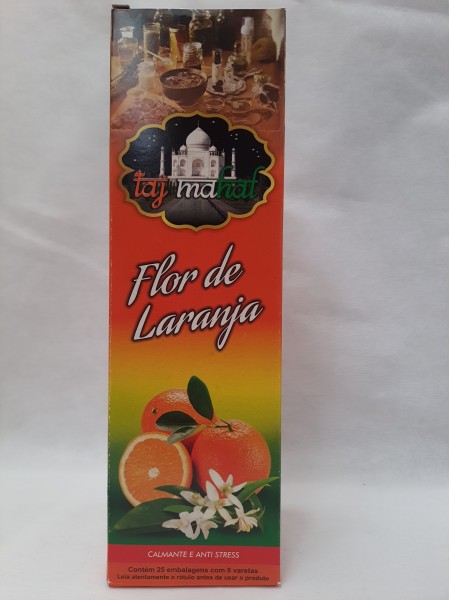 taj mahal
Flor de
Laranja
CALMANTE E ANTI STRESS
Contém 25 embalagens com 8 varetas
Leia atentamente o rótulo antes de usar o produto